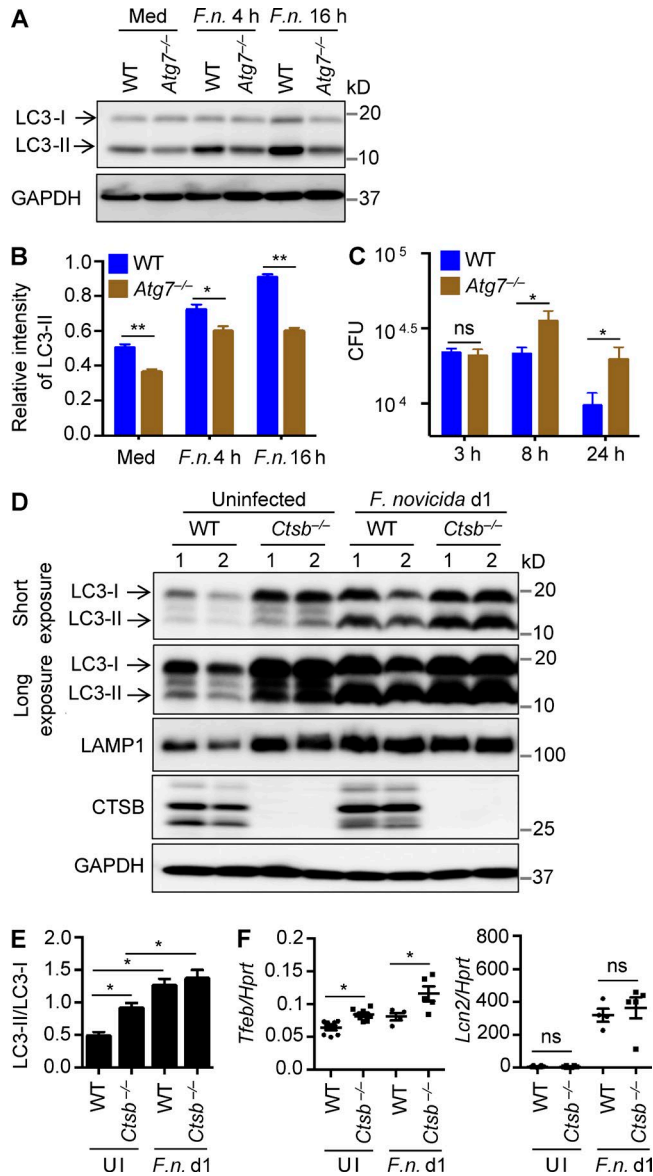 A
Med F.n. 4 h F.n. 16 h
WT Atg7–/– WT Atg7–/– WT Atg7–/– kD
LC3-I 20
LC3-II 10
GAPDH 37
B
WT
Atg7–/–
Relative intensity
of LC3-II
1.0
0.8
0.6
0.4
0.2
0.0
** * **
Med F.n. 4 h F.n. 16 h
C
WT
Atg7–/–
CFU
10^5
10^4.5
10^4
ns * *
3 h 8 h 24 h
D
Uninfected F. novicida d1
WT Ctsb–/– WT Ctsb–/–
1 2 1 2 1 2 1 2 kD
Short
exposure
LC3-I 20
LC3-II 10
Long
exposure
LC3-I 20
LC3-II 10
LAMP1 100
CTSB 25
GAPDH 37
E
LC3-II/LC3-I
2.0
1.5
1.0
0.5
0.0
* * *
WT Ctsb–/– WT Ctsb–/–
UI F.n. d1
F
Tfeb/Hprt
0.2
0.15
0.1
0.05
0.0
* *
WT Ctsb–/– WT Ctsb–/–
UI F.n. d1
Lcn2/Hprt
800
600
400
200
0
ns ns
WT Ctsb–/– WT Ctsb–/–
UI F.n. d1